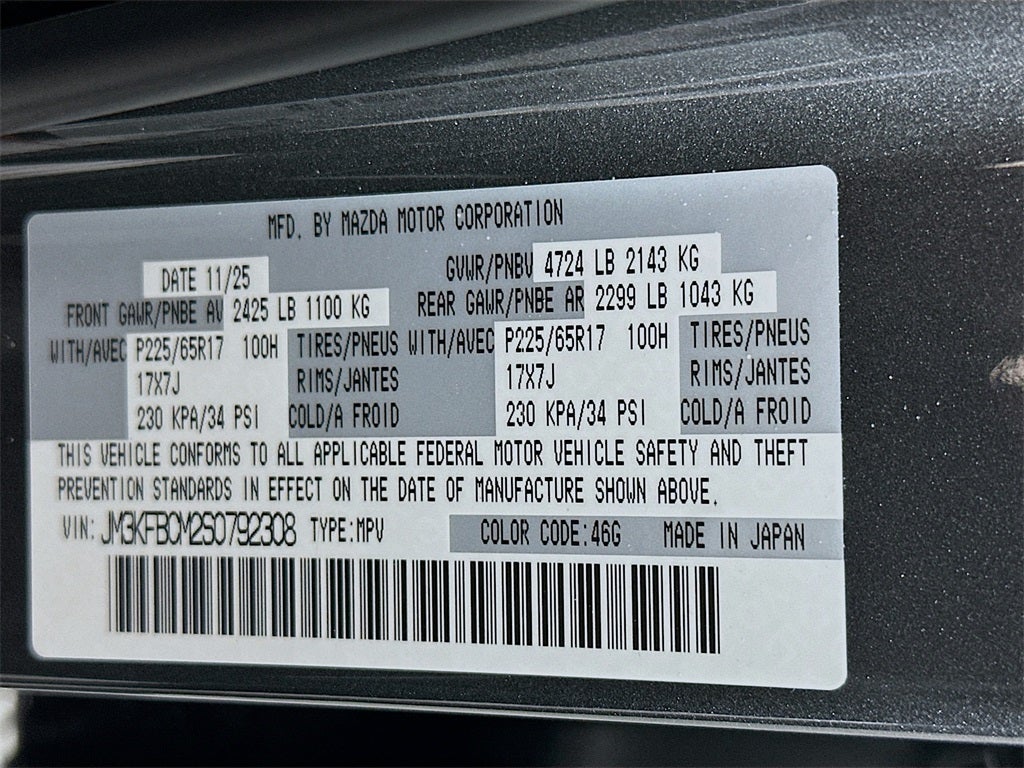 MFD. BY MAZDA MOTOR CORPORATION
DATE 11/25 GVWR/PNBV 4724 LB 2143 KG
FRONT GAWR/PNBE AV 2425 LB 1100 KG REAR GAWR/PNBE AR 2299 LB 1043 KG
WITH/AVEC P225/65R17 100H TIRES/PNEUS WITH/AVEC P225/65R17 100H TIRES/PNEUS
17X7J RIMS/JANTES 17X7J RIMS/JANTES
230 KPA/34 PSI COLD/A FROID 230 KPA/34 PSI COLD/A FROID
THIS VEHICLE CONFORMS TO ALL APPLICABLE FEDERAL MOTOR VEHICLE SAFETY AND THEFT
PREVENTION STANDARDS IN EFFECT ON THE DATE OF MANUFACTURE SHOWN ABOVE.
VIN: JM3KFBCM2S0792308 TYPE:MPV COLOR CODE:46G MADE IN JAPAN